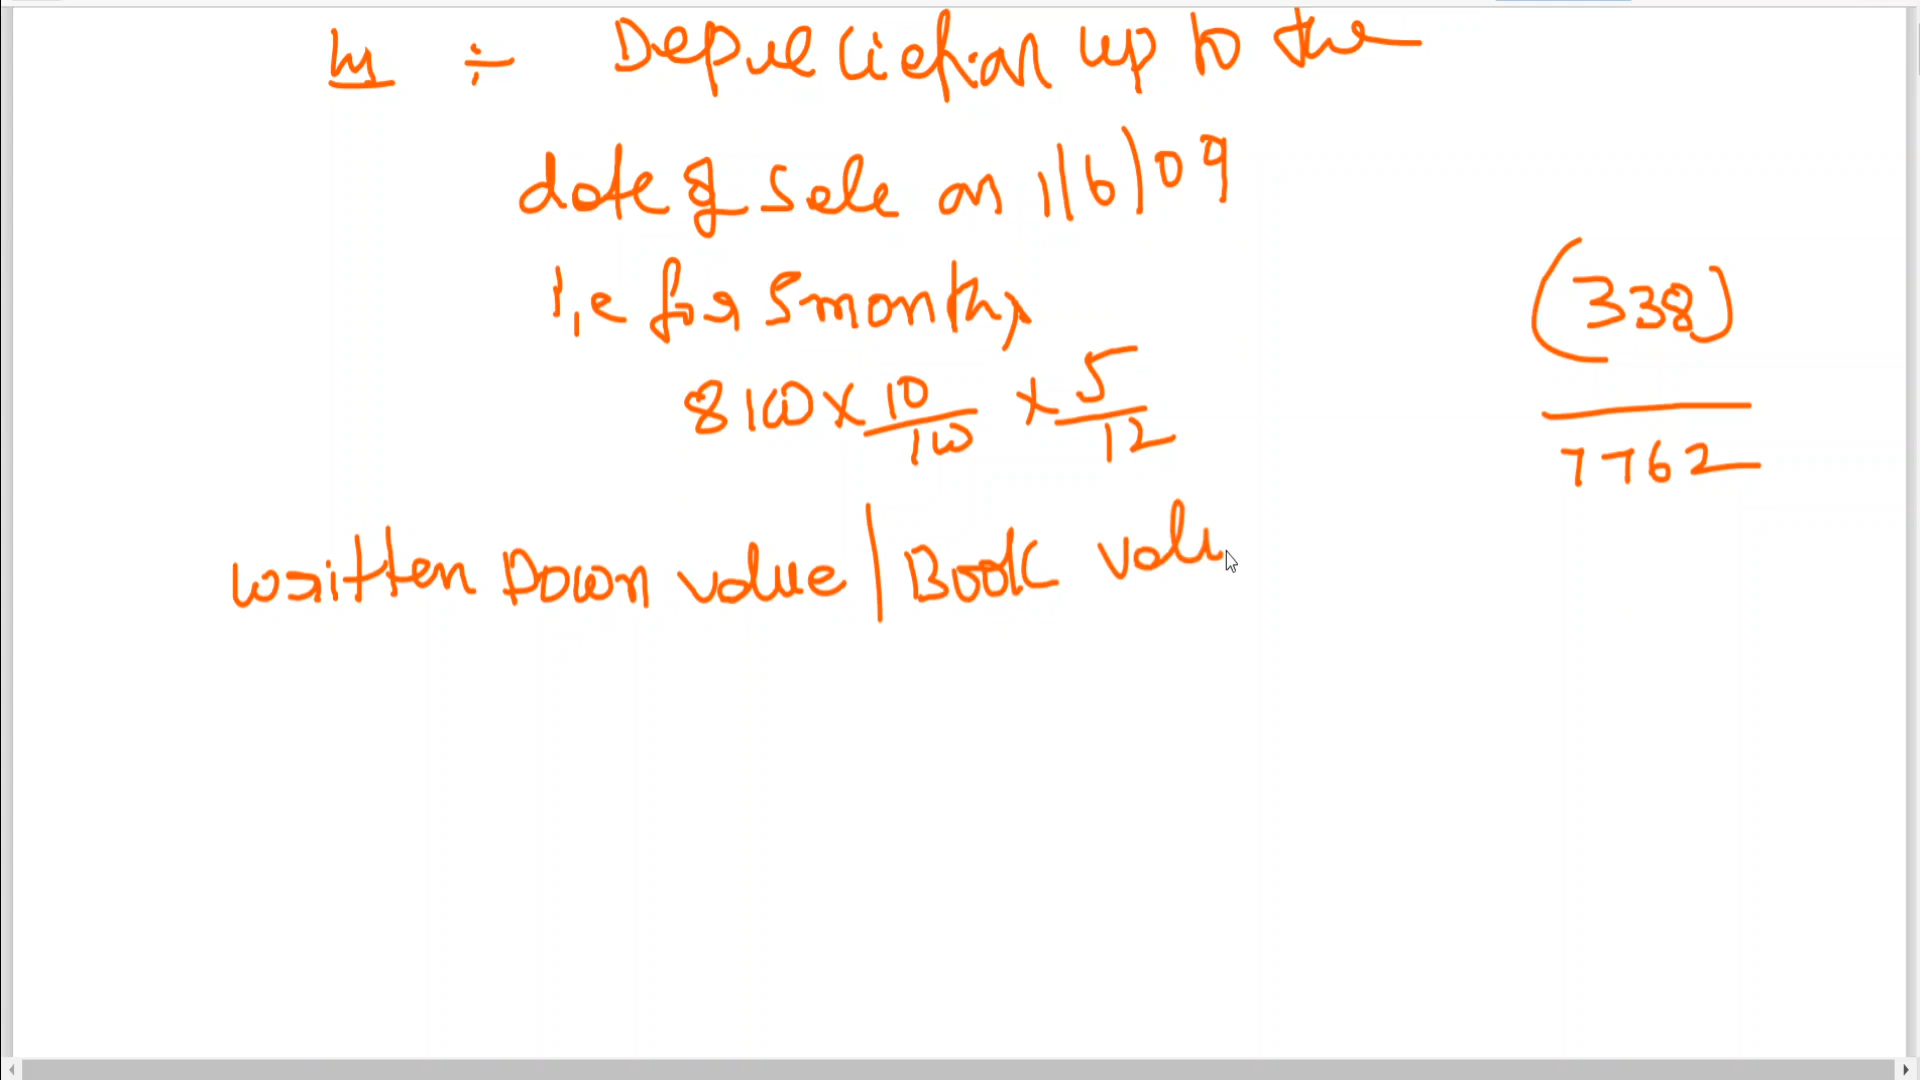 ÷ Depreciation up to the
date of sale on 1/6/09
i,e for 5 months
(338)
8100 x 10/100 x 5/12
7762
written Down value | Book valu